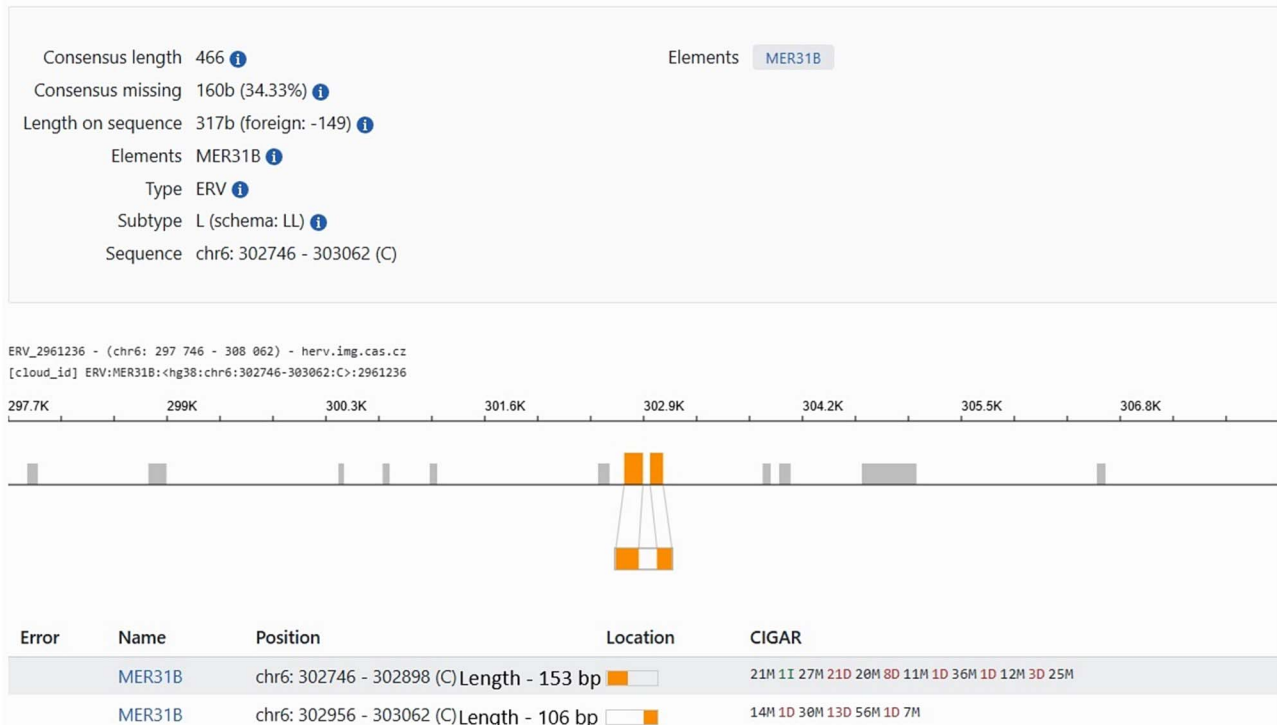 Consensus length 466
Elements MER31B
Consensus missing 160b (34.33%)
Length on sequence 317b (foreign: -149)
Elements MER31B
Type ERV
Subtype L (schema: LL)
Sequence chr6: 302746 - 303062 (C)
ERV_2961236 - (chr6: 297 746 - 308 062) - herv.img.cas.cz
[cloud_id] ERV:MER31B:<hg38:chr6:302746-303062:C>:2961236
297.7K 299K 300.3K 301.6K 302.9K 304.2K 305.5K 306.8K
Error Name Position Location CIGAR
MER31B chr6: 302746 - 302898 (C) Length - 153 bp 21M 1I 27M 21D 20M 8D 11M 1D 36M 1D 12M 3D 25M
MER31B chr6: 302956 - 303062 (C) Length - 106 bp 14M 1D 30M 13D 56M 1D 7M